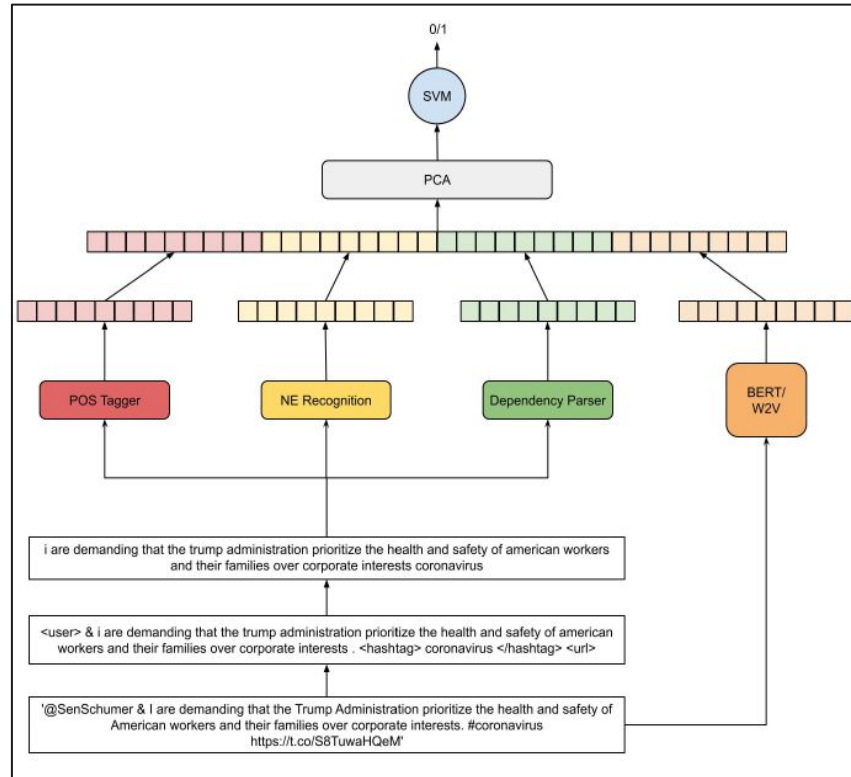 0/1
SVM
PCA
POS Tagger
NE Recognition
Dependency Parser
BERT/
W2V
i are demanding that the trump administration prioritize the health and safety of american workers
and their families over corporate interests coronavirus
<user> & i are demanding that the trump administration prioritize the health and safety of american
workers and their families over corporate interests . <hashtag> coronavirus </hashtag> <url>
'@SenSchumer & I are demanding that the Trump Administration prioritize the health and safety of
American workers and their families over corporate interests. #coronavirus
https://t.co/S8TuwaHQeM'